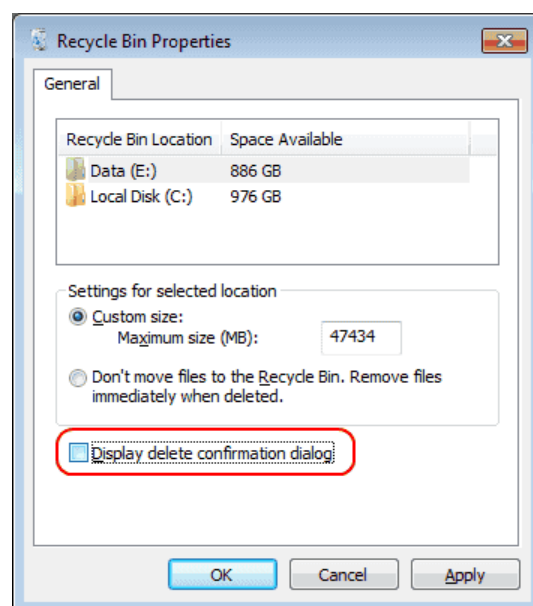 Recycle Bin Properties
General
Recycle Bin Location Space Available
Data (E:) 886 GB
Local Disk (C:) 976 GB
Settings for selected location
Custom size:
Maximum size (MB): 47434
Don't move files to the Recycle Bin. Remove files
immediately when deleted.
Display delete confirmation dialog
OK Cancel Apply